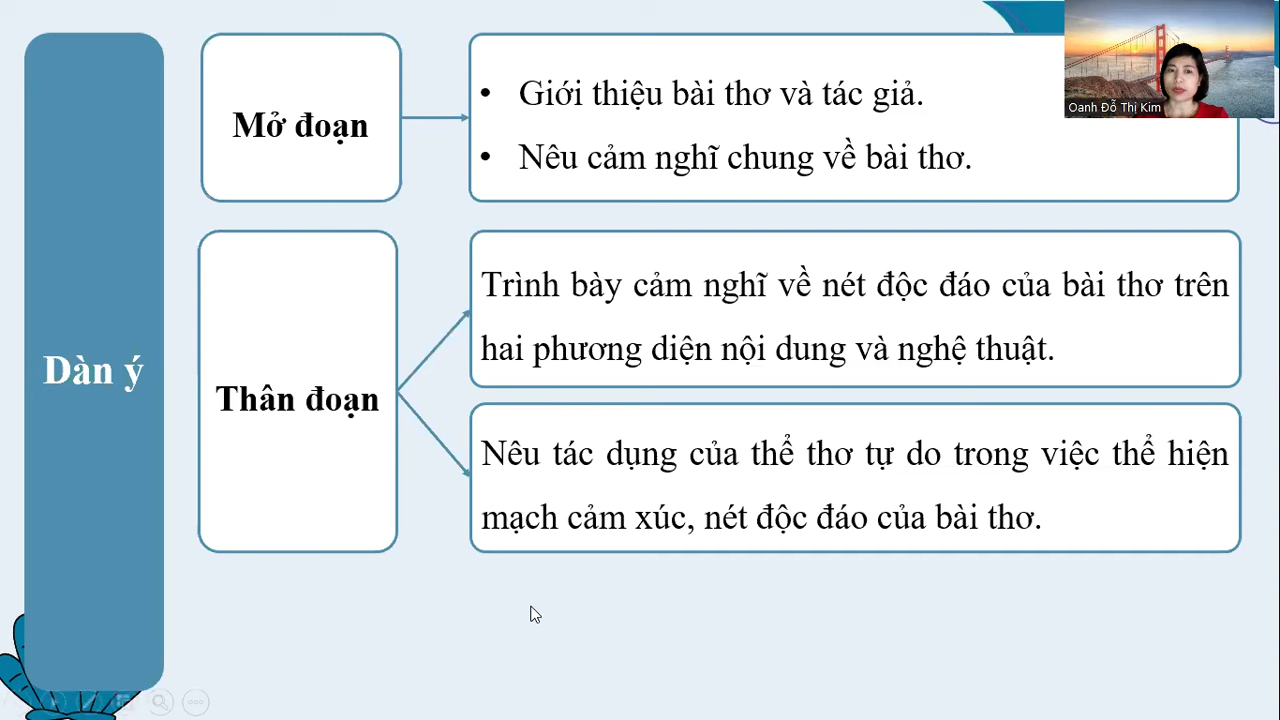 Dàn ý
Mở đoạn
• Giới thiệu bài thơ và tác giả.
• Nêu cảm nghĩ chung về bài thơ.
Oanh Đỗ Thị Kim
Thân đoạn
Trình bày cảm nghĩ về nét độc đáo của bài thơ trên
hai phương diện nội dung và nghệ thuật.
Nêu tác dụng của thể thơ tự do trong việc thể hiện
mạch cảm xúc, nét độc đáo của bài thơ.